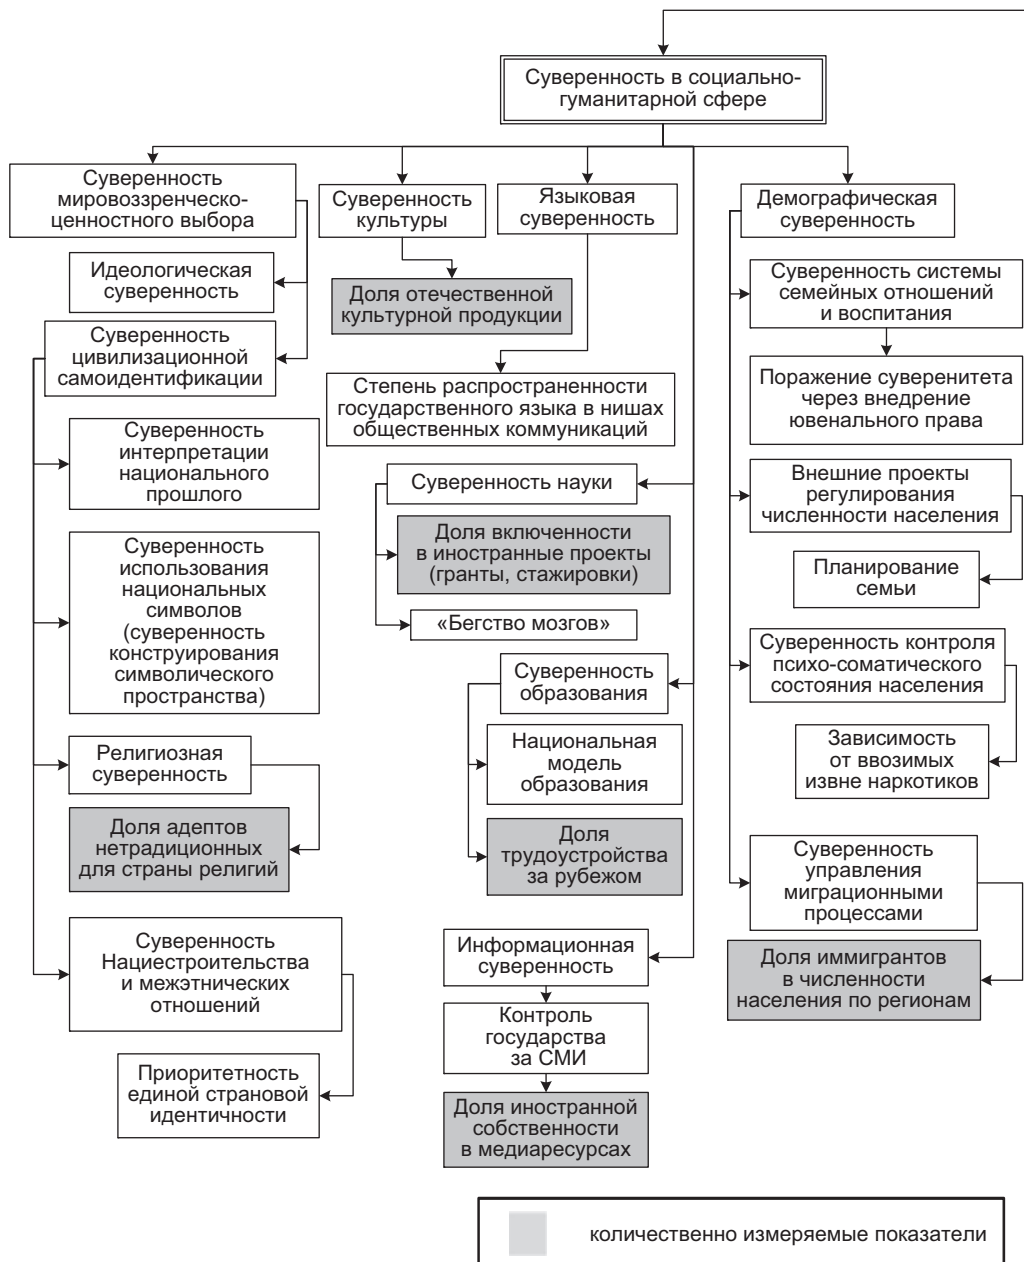 Суверенность в социально-
гуманитарной сфере
Суверенность
мировоззренческо-
ценностного выбора
Идеологическая
суверенность
Суверенность
цивилизационной
самоидентификации
Суверенность
интерпретации
национального
прошлого
Суверенность
использования
национальных
символов
(суверенность
конструирования
символического
пространства)
Религиозная
суверенность
Доля адептов
нетрадиционных
для страны религий
Суверенность
Нациестроительства
и межэтнических
отношений
Приоритетность
единой страновой
идентичности
Суверенность
культуры
Доля отечественной
культурной продукции
Языковая
суверенность
Степень распространенности
государственного языка в нишах
общественных коммуникаций
Суверенность науки
Доля включенности
в иностранные проекты
(гранты, стажировки)
«Бегство мозгов»
Суверенность
образования
Национальная
модель
образования
Доля
трудоустройства
за рубежом
Информационная
суверенность
Контроль
государства
за СМИ
Доля иностранной
собственности
в медиаресурсах
Демографическая
суверенность
Суверенность системы
семейных отношений
и воспитания
Поражение суверенитета
через внедрение
ювенального права
Внешние проекты
регулирования
численности населения
Планирование
семьи
Суверенность контроля
психо-соматического
состояния населения
Зависимость
от ввозимых
извне наркотиков
Суверенность
управления
миграционными
процессами
Доля иммигрантов
в численности
населения по регионам
количественно измеряемые показатели